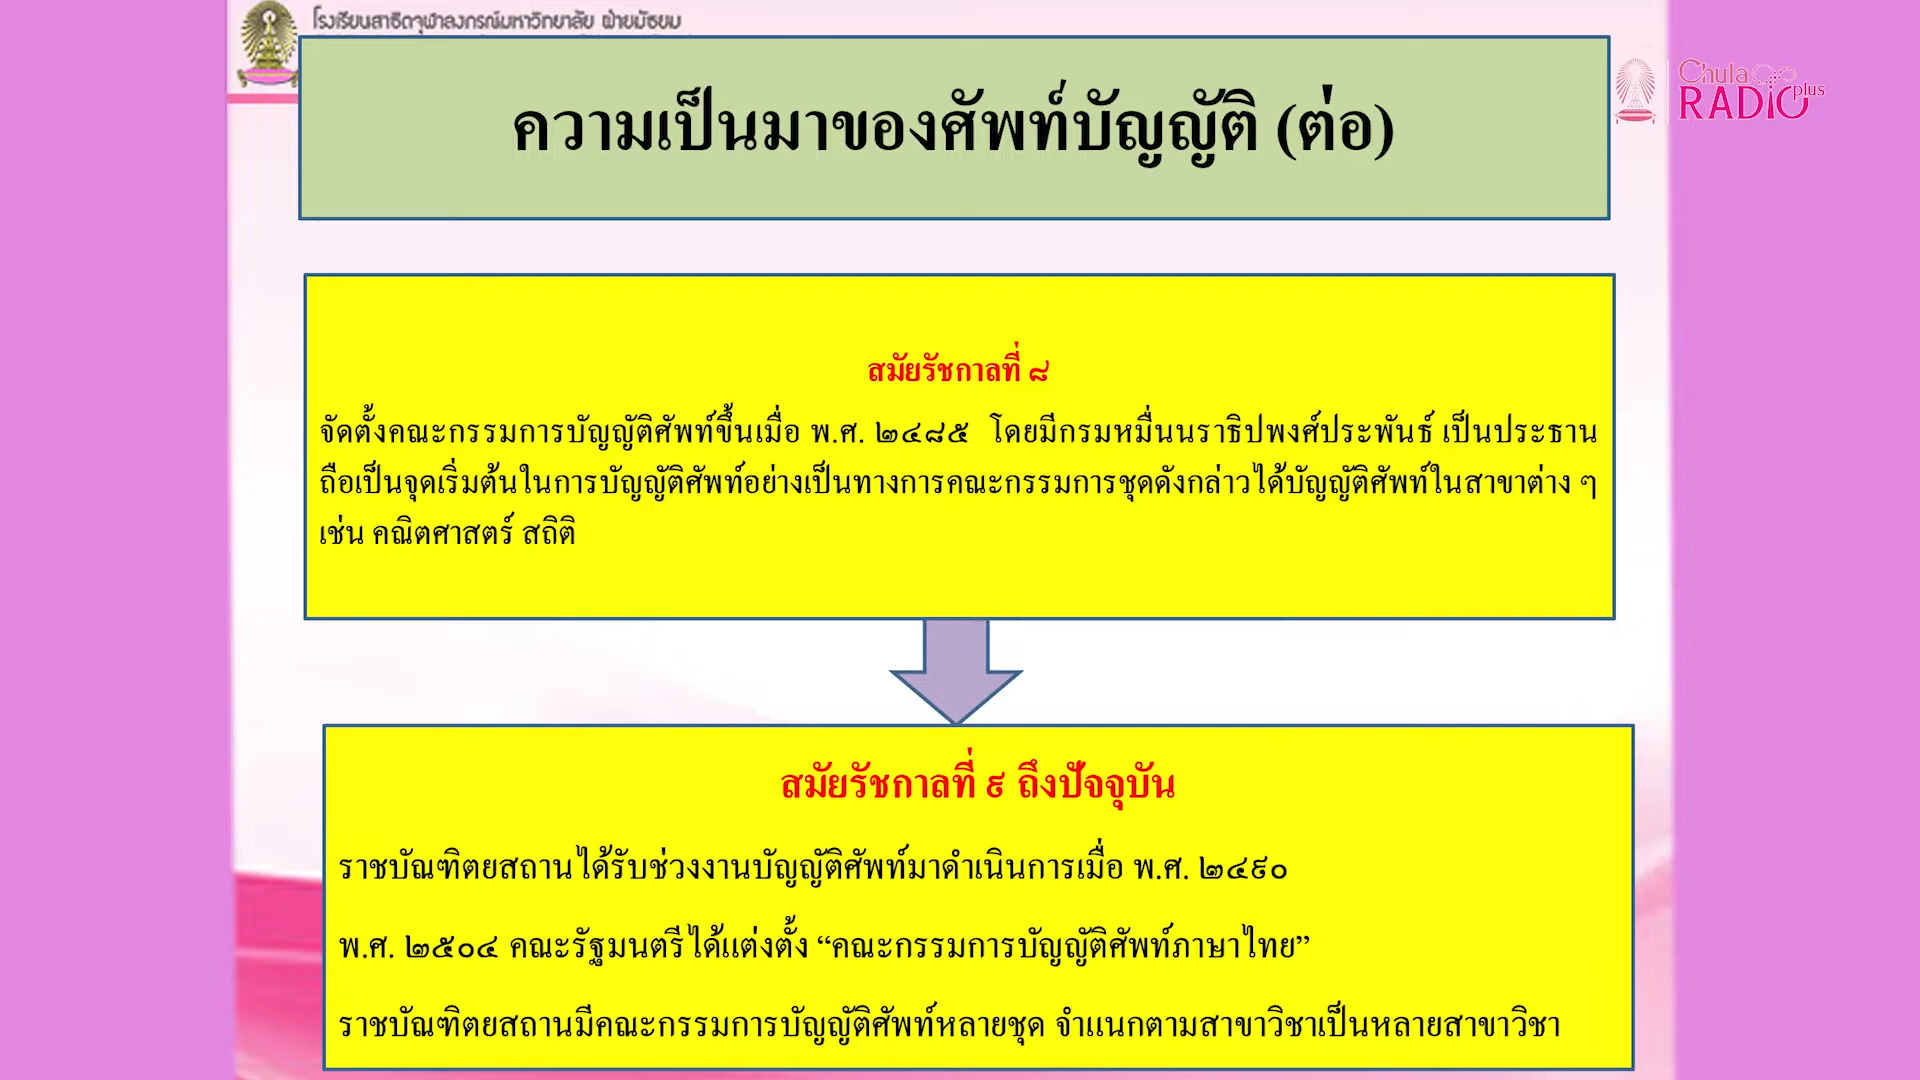 โรงเรียนสาธิตจุฬาลงกรณ์มหาวิทยาลัย ฝ่ายมัธยม
Chula
RADIO plus
ความเป็นมาของศัพท์บัญญัติ (ต่อ)
สมัยรัชกาลที่ ๘
จัดตั้งคณะกรรมการบัญญัติศัพท์ขึ้นเมื่อ พ.ศ. ๒๔๘๕ โดยมีกรมหมื่นนราธิปพงศ์ประพันธ์ เป็นประธาน
ถือเป็นจุดเริ่มต้นในการบัญญัติศัพท์อย่างเป็นทางการคณะกรรมการชุดดังกล่าวได้บัญญัติศัพท์ในสาขาต่าง ๆ
เช่น คณิตศาสตร์ สถิติ
สมัยรัชกาลที่ ๙ ถึงปัจจุบัน
ราชบัณฑิตยสถานได้รับช่วงงานบัญญัติศัพท์มาดำเนินการเมื่อ พ.ศ. ๒๔๙๐
พ.ศ. ๒๕๐๔ คณะรัฐมนตรีได้แต่งตั้ง “คณะกรรมการบัญญัติศัพท์ภาษาไทย”
ราชบัณฑิตยสถานมีคณะกรรมการบัญญัติศัพท์หลายชุด จำแนกตามสาขาวิชาเป็นหลายสาขาวิชา